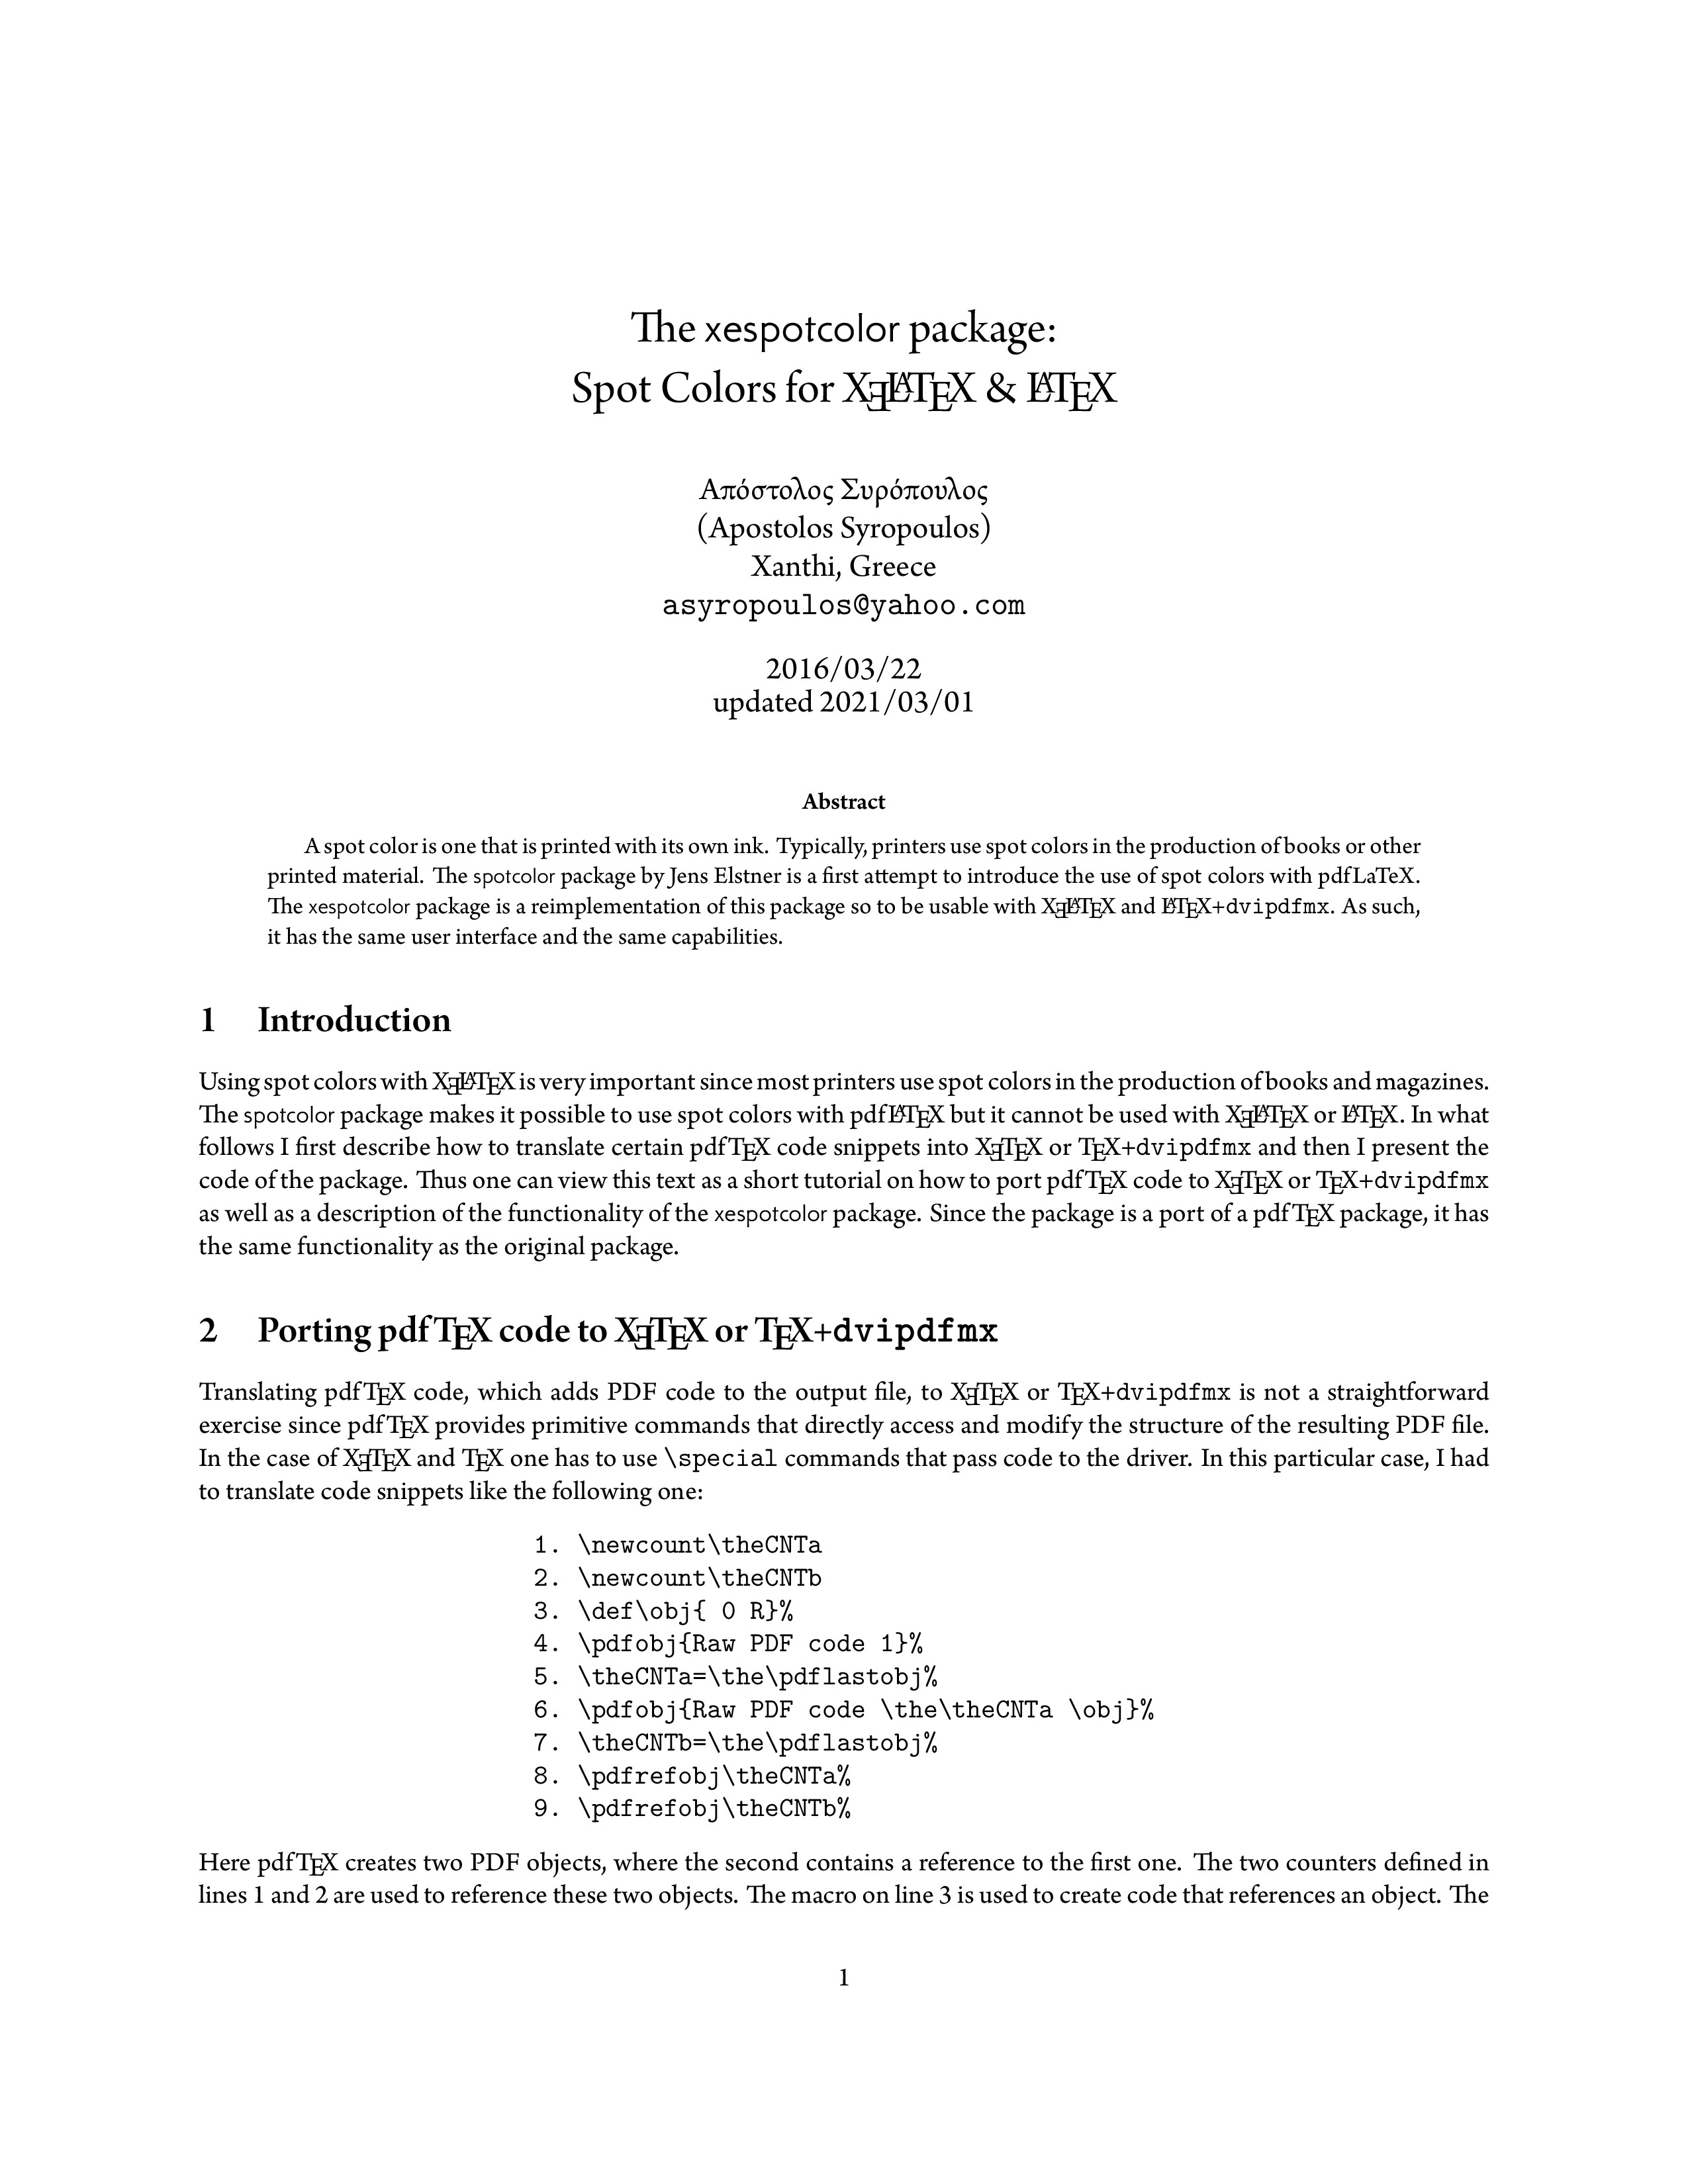 The xespotcolor package:
Spot Colors for XƎLATEX & LATEX
Απόστολος Συρόπουλος
(Apostolos Syropoulos)
Xanthi, Greece
asyropoulos@yahoo.com
2016/03/22
updated 2021/03/01
Abstract
A spot color is one that is printed with its own ink. Typically, printers use spot colors in the production of books or other
printed material. The spotcolor package by Jens Elstner is a first attempt to introduce the use of spot colors with pdfLaTeX.
The xespotcolor package is a reimplementation of this package so to be usable with XƎLATEX and LATEX+dvipdfmx. As such,
it has the same user interface and the same capabilities.
1 Introduction
Using spot colors with XƎLATEX is very important since most printers use spot colors in the production of books and magazines.
The spotcolor package makes it possible to use spot colors with pdfLATEX but it cannot be used with XƎLATEX or LATEX. In what
follows I first describe how to translate certain pdfTEX code snippets into XƎTEX or TEX+dvipdfmx and then I present the
code of the package. Thus one can view this text as a short tutorial on how to port pdfTEX code to XƎTEX or TEX+dvipdfmx
as well as a description of the functionality of the xespotcolor package. Since the package is a port of a pdfTEX package, it has
the same functionality as the original package.
2 Porting pdfTEX code to XƎTEX or TEX+dvipdfmx
Translating pdfTEX code, which adds PDF code to the output file, to XƎTEX or TEX+dvipdfmx is not a straightforward
exercise since pdfTEX provides primitive commands that directly access and modify the structure of the resulting PDF file.
In the case of XƎTEX and TEX one has to use \special commands that pass code to the driver. In this particular case, I had
to translate code snippets like the following one:
1. \newcount\theCNTa
2. \newcount\theCNTb
3. \def\obj{ 0 R}%
4. \pdfobj{Raw PDF code 1}%
5. \theCNTa=\the\pdflastobj%
6. \pdfobj{Raw PDF code \the\theCNTa \obj}%
7. \theCNTb=\the\pdflastobj%
8. \pdfrefobj\theCNTa%
9. \pdfrefobj\theCNTb%
Here pdfTEX creates two PDF objects, where the second contains a reference to the first one. The two counters defined in
lines 1 and 2 are used to reference these two objects. The macro on line 3 is used to create code that references an object. The
1